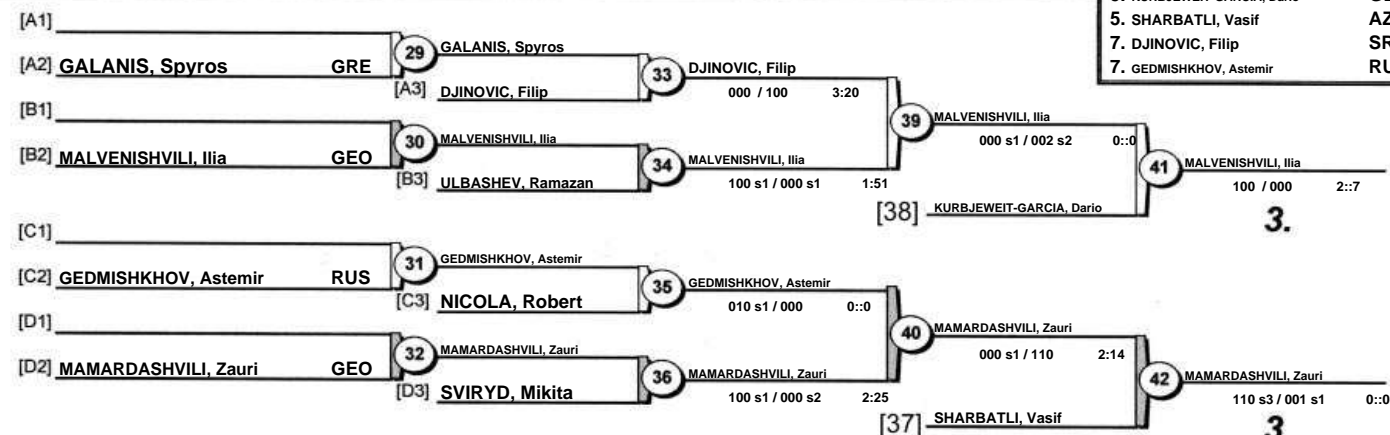 5. SHARBATLI, Vasif AZ
7. DJINOVIC, Filip SR
7. GEDMISHKHOV, Astemir RU
[A1]
[A2] GALANIS, Spyros GRE
29
GALANIS, Spyros
[A3] DJINOVIC, Filip
33
DJINOVIC, Filip
000 / 100 3:20
[B1]
[B2] MALVENISHVILI, Ilia GEO
30
MALVENISHVILI, Ilia
[B3] ULBASHEV, Ramazan
34
MALVENISHVILI, Ilia
100 s1 / 000 s1 1:51
39
MALVENISHVILI, Ilia
000 s1 / 002 s2 0::0
[38] KURBJEWEIT-GARCIA, Dario
41
MALVENISHVILI, Ilia
100 / 000 2::7
3.
[C1]
[C2] GEDMISHKHOV, Astemir RUS
31
GEDMISHKHOV, Astemir
[C3] NICOLA, Robert
35
GEDMISHKHOV, Astemir
010 s1 / 000 0::0
[D1]
[D2] MAMARDASHVILI, Zauri GEO
32
MAMARDASHVILI, Zauri
[D3] SVIRYD, Mikita
36
MAMARDASHVILI, Zauri
100 s1 / 000 s2 2:25
40
MAMARDASHVILI, Zauri
000 s1 / 110 2:14
[37] SHARBATLI, Vasif
42
MAMARDASHVILI, Zauri
110 s3 / 001 s1 0::0
3